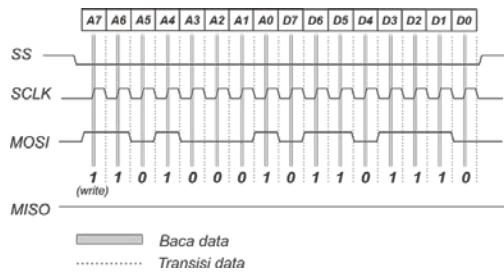 A7 A6 A5 A4 A3 A2 A1 A0 D7 D6 D5 D4 D3 D2 D1 D0
SS
SCLK
MOSI
1 1 0 1 0 0 0 1 0 1 1 0 1 1 1 0
(write)
MISO
Baca data
Transisi data